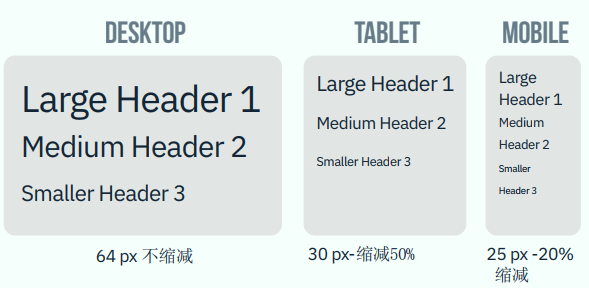 DESKTOP
Large Header 1
Medium Header 2
Smaller Header 3
64 px 不缩减
TABLET
Large Header 1
Medium Header 2
Smaller Header 3
30 px-缩减50%
MOBILE
Large
Header 1
Medium
Header 2
Smaller
Header 3
25 px -20%
缩减